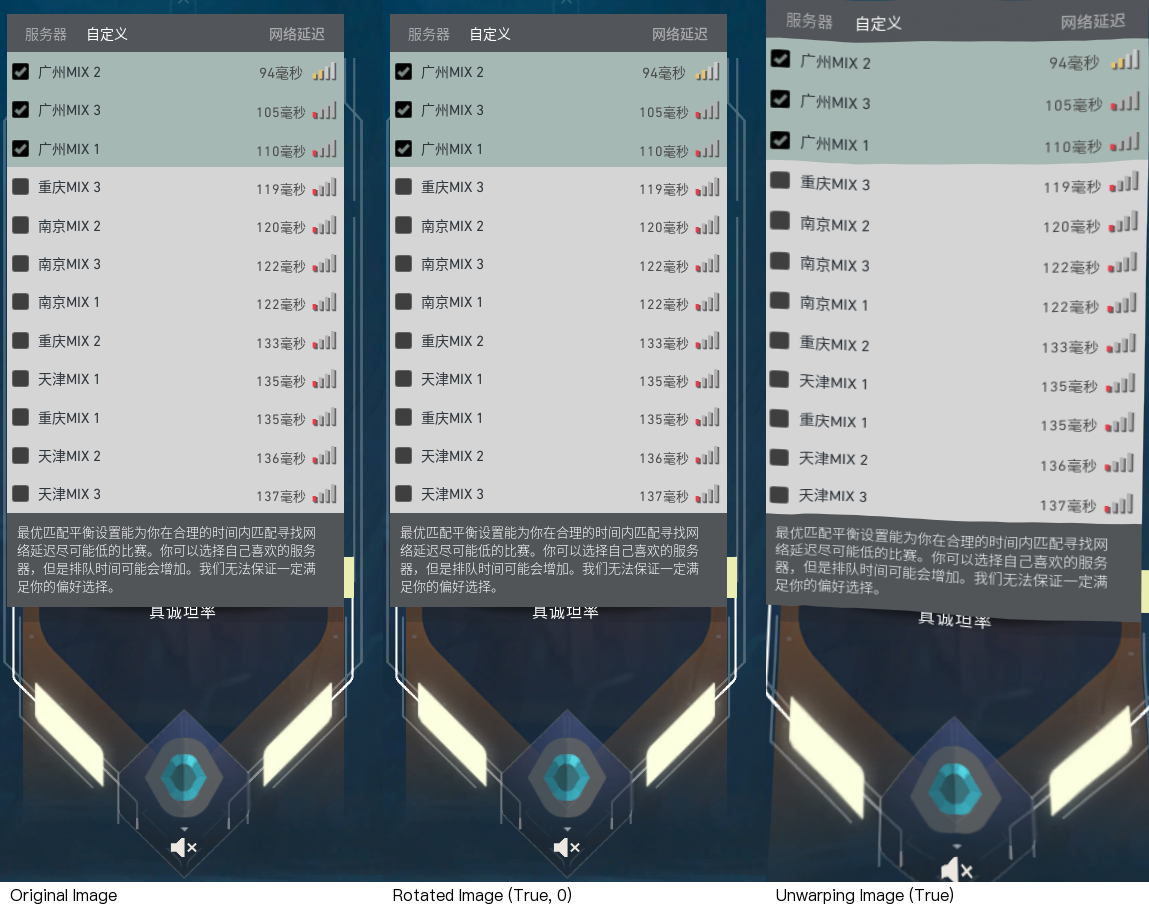 服务器 自定义 网络延迟
广州MIX 2 94毫秒
广州MIX 3 105毫秒
广州MIX 1 110毫秒
重庆MIX 3 119毫秒
南京MIX 2 120毫秒
南京MIX 3 122毫秒
南京MIX 1 122毫秒
重庆MIX 2 133毫秒
天津MIX 1 135毫秒
重庆MIX 1 135毫秒
天津MIX 2 136毫秒
天津MIX 3 137毫秒
最优匹配平衡设置能为你在合理的时间内匹配寻找网
络延迟尽可能低的比赛。你可以选择自己喜欢的服务
器，但是排队时间可能会增加。我们无法保证一定满
足你的偏好选择。
真诚坦率
Original Image
服务器 自定义 网络延迟
广州MIX 2 94毫秒
广州MIX 3 105毫秒
广州MIX 1 110毫秒
重庆MIX 3 119毫秒
南京MIX 2 120毫秒
南京MIX 3 122毫秒
南京MIX 1 122毫秒
重庆MIX 2 133毫秒
天津MIX 1 135毫秒
重庆MIX 1 135毫秒
天津MIX 2 136毫秒
天津MIX 3 137毫秒
最优匹配平衡设置能为你在合理的时间内匹配寻找网
络延迟尽可能低的比赛。你可以选择自己喜欢的服务
器，但是排队时间可能会增加。我们无法保证一定满
足你的偏好选择。
真诚坦率
Rotated Image (True, 0)
服务器 自定义 网络延迟
广州MIX 2 94毫秒
广州MIX 3 105毫秒
广州MIX 1 110毫秒
重庆MIX 3 119毫秒
南京MIX 2 120毫秒
南京MIX 3 122毫秒
南京MIX 1 122毫秒
重庆MIX 2 133毫秒
天津MIX 1 135毫秒
重庆MIX 1 135毫秒
天津MIX 2 136毫秒
天津MIX 3 137毫秒
最优匹配平衡设置能为你在合理的时间内匹配寻找网
络延迟尽可能低的比赛。你可以选择自己喜欢的服务
器，但是排队时间可能会增加。我们无法保证一定满
足你的偏好选择。
真诚坦率
Unwarping Image (True)